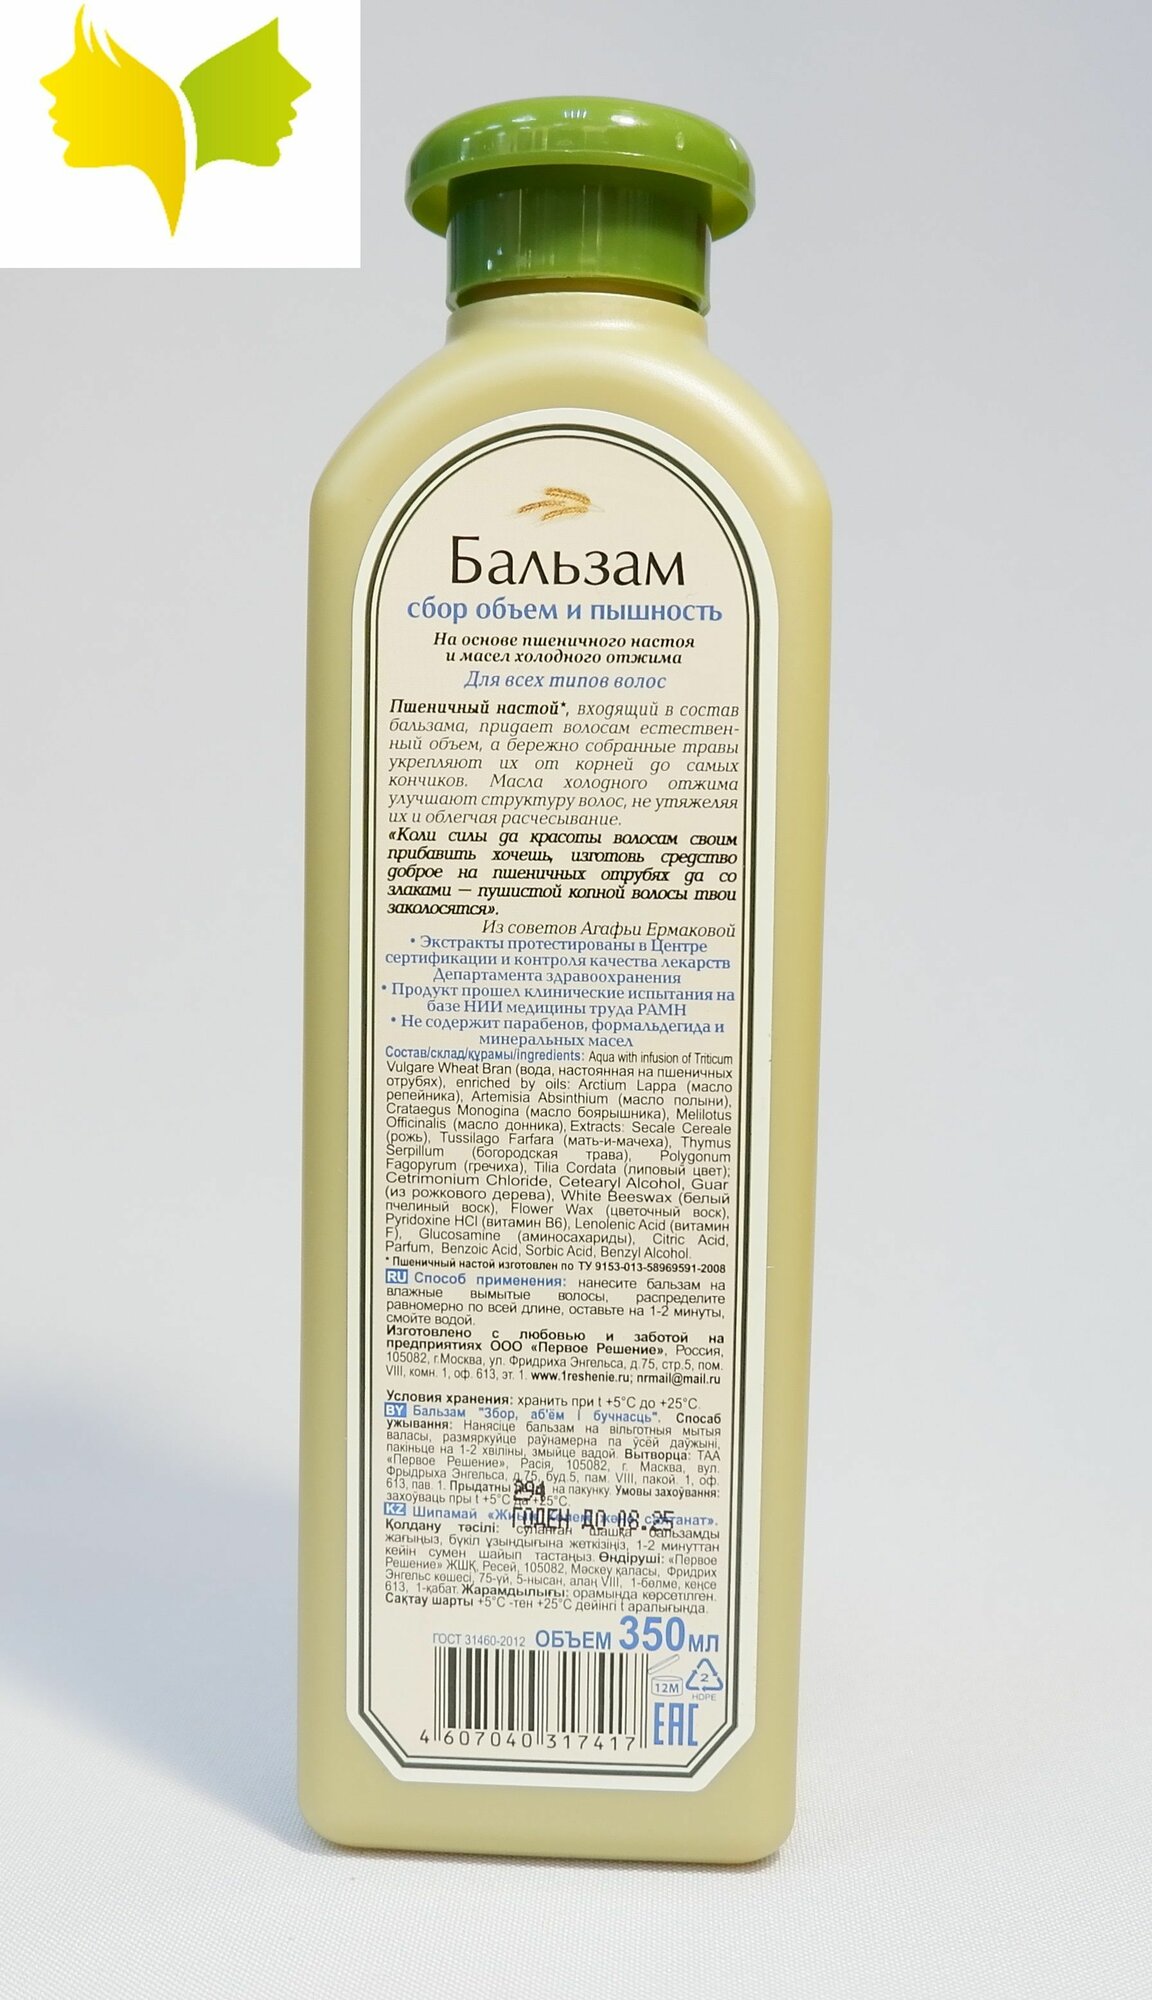 Бальзам
сбор объем и пышность
На основе пшеничного настоя
и масел холодного отжима
Для всех типов волос
Пшеничный настой*, входящий в состав
бальзама, придает волосам естествен-
ный объем, а бережно собранные травы
укрепляют их от корней до самых
кончиков. Масла холодного отжима
улучшают структуру волос, не утяжеляя
их и облегчая расчесывание.
«Коли силы да красоты волосам своим
прибавить хочешь, изготовь средство
доброе на пшеничных отрубях да со
злаками — пушистой копной волосы твои
заколосятся».
Из советов Агафьи Ермаковой
• Экстракты протестированы в Центре
сертификации и контроля качества лекарств
Департамента здравоохранения
• Продукт прошел клинические испытания на
базе НИИ медицины труда РАМН
• Не содержит парабенов, формальдегида и
минеральных масел
Состав/склад/құрамы/ingredients: Aqua with infusion of Triticum
Vulgare Wheat Bran (вода, настоянная на пшеничных
отрубях), enriched by oils: Arctium Lappa (масло
репейника), Artemisia Absinthium (масло полыни),
Crataegus Monogina (масло боярышника), Melilotus
Officinalis (масло донника), Extracts: Secale Cereale
(рожь), Tussilago Farfara (мать-и-мачеха), Thymus
Serpillum (богородская трава), Polygonum
Fagopyrum (гречиха), Tilia Cordata (липовый цвет);
Cetrimonium Chloride, Cetearyl Alcohol, Guar
(из рожкового дерева), White Beeswax (белый
пчелиный воск), Flower Wax (цветочный воск),
Pyridoxine HCl (витамин B6), Lenolenic Acid (витамин
F), Glucosamine (аминосахариды), Citric Acid,
Parfum, Benzoic Acid, Sorbic Acid, Benzyl Alcohol.
* Пшеничный настой изготовлен по ТУ 9153-013-58969591-2008
RU Способ применения: нанесите бальзам на
влажные вымытые волосы, распределите
равномерно по всей длине, оставьте на 1-2 минуты,
смойте водой.
Изготовлено с любовью и заботой на
предприятиях ООО «Первое Решение», Россия,
105082, г.Москва, ул. Фридриха Энгельса, д.75, стр.5, пом.
VIII, комн. 1, оф. 613, эт. 1. www.1reshenie.ru; nrmail@mail.ru
Условия хранения: хранить при t +5°C до +25°C.
BY Бальзам "Збор, аб'ём і бучнасць". Спосаб
ужывання: Нанясіце бальзам на вільготныя мытыя
валасы, размяркуйце раўнамерна па ўсёй даўжыні,
пакіньце на 1-2 хвіліны, змыйце вадой. Вытворца: ТАА
«Первое Решение», Расія, 105082, г. Масква, вул.
Фрыдрыха Энгельса, д.75, буд.5, пам. VIII, пакой. 1, оф.
613, пав. 1. Прыдатны на пакунку. Умовы захоўвання:
захоўваць пры t +5°C да +25°C.
294
ГОДЕН ДО 08.25
KZ Шипамай
Қолдану тәсілі: суланған шашқа бальзамды
жағыңыз, бүкіл ұзындығына жеткізіңіз, 1-2 минуттан
кейін сумен шайып тастаңыз. Өндіруші: «Первое
Решение» ЖШҚ, Ресей, 105082, Мәскеу қаласы, Фридрих
Энгельс көшесі, 75-үй, 5-нысан, алаң VIII, 1-бөлме, кеңсе
613, 1-қабат. Жарамдылығы: орамында көрсетілген.
Сақтау шарты +5°C -тен +25°C дейінгі t аралығында.
ГОСТ 31460-2012 ОБЪЕМ 350мл
12M
2
HDPE
EAC
4 607040 317417